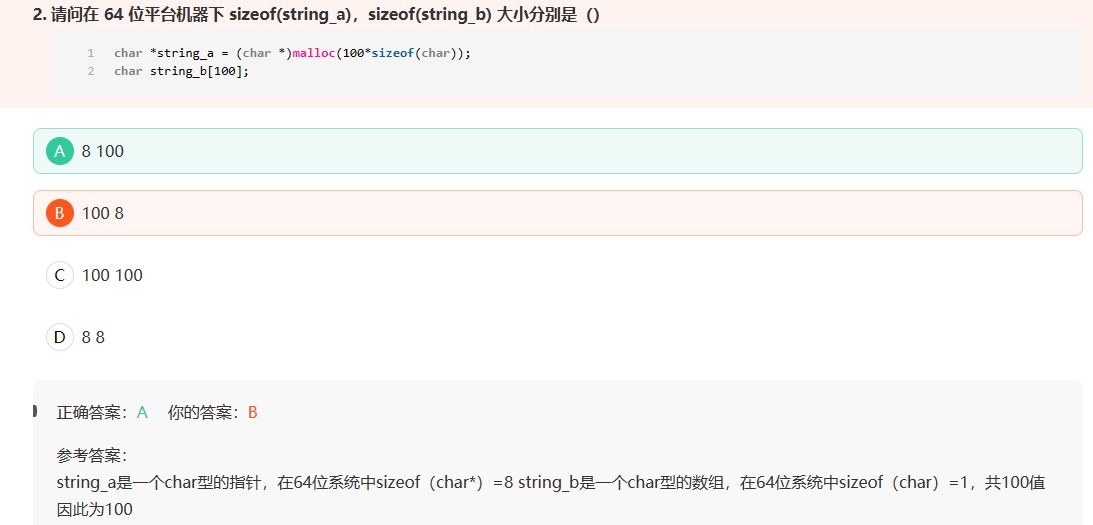 2. 请问在 64 位平台机器下 sizeof(string_a)，sizeof(string_b) 大小分别是（）
1 char *string_a = (char *)malloc(100*sizeof(char));
2 char string_b[100];
A 8 100
B 100 8
C 100 100
D 8 8
正确答案：A 你的答案：B
参考答案：
string_a是一个char型的指针，在64位系统中sizeof（char*）=8 string_b是一个char型的数组，在64位系统中sizeof（char）=1，共100值
因此为100